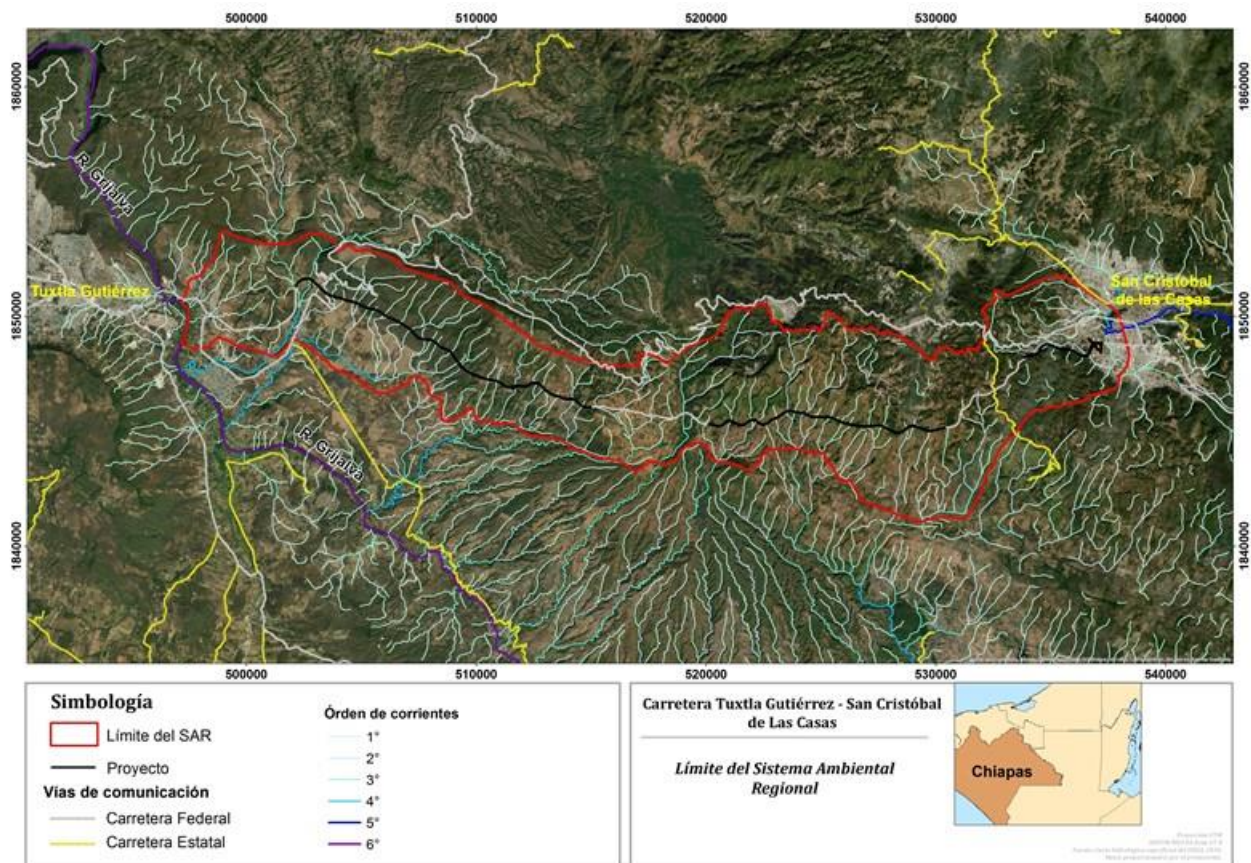 500000
510000
520000
530000
540000
1860000
1860000
R. Grijalva
Tuxtla Gutiérrez
San Cristóbal
de las Casas
1850000
1850000
R. Grijalva
1840000
1840000
500000
510000
520000
530000
540000
Simbología
Límite del SAR
Proyecto
Vías de comunicación
Carretera Federal
Carretera Estatal
Órden de corrientes
1°
2°
3°
4°
5°
6°
Carretera Tuxtla Gutiérrez - San Cristóbal
de Las Casas
Límite del Sistema Ambiental
Regional
Chiapas